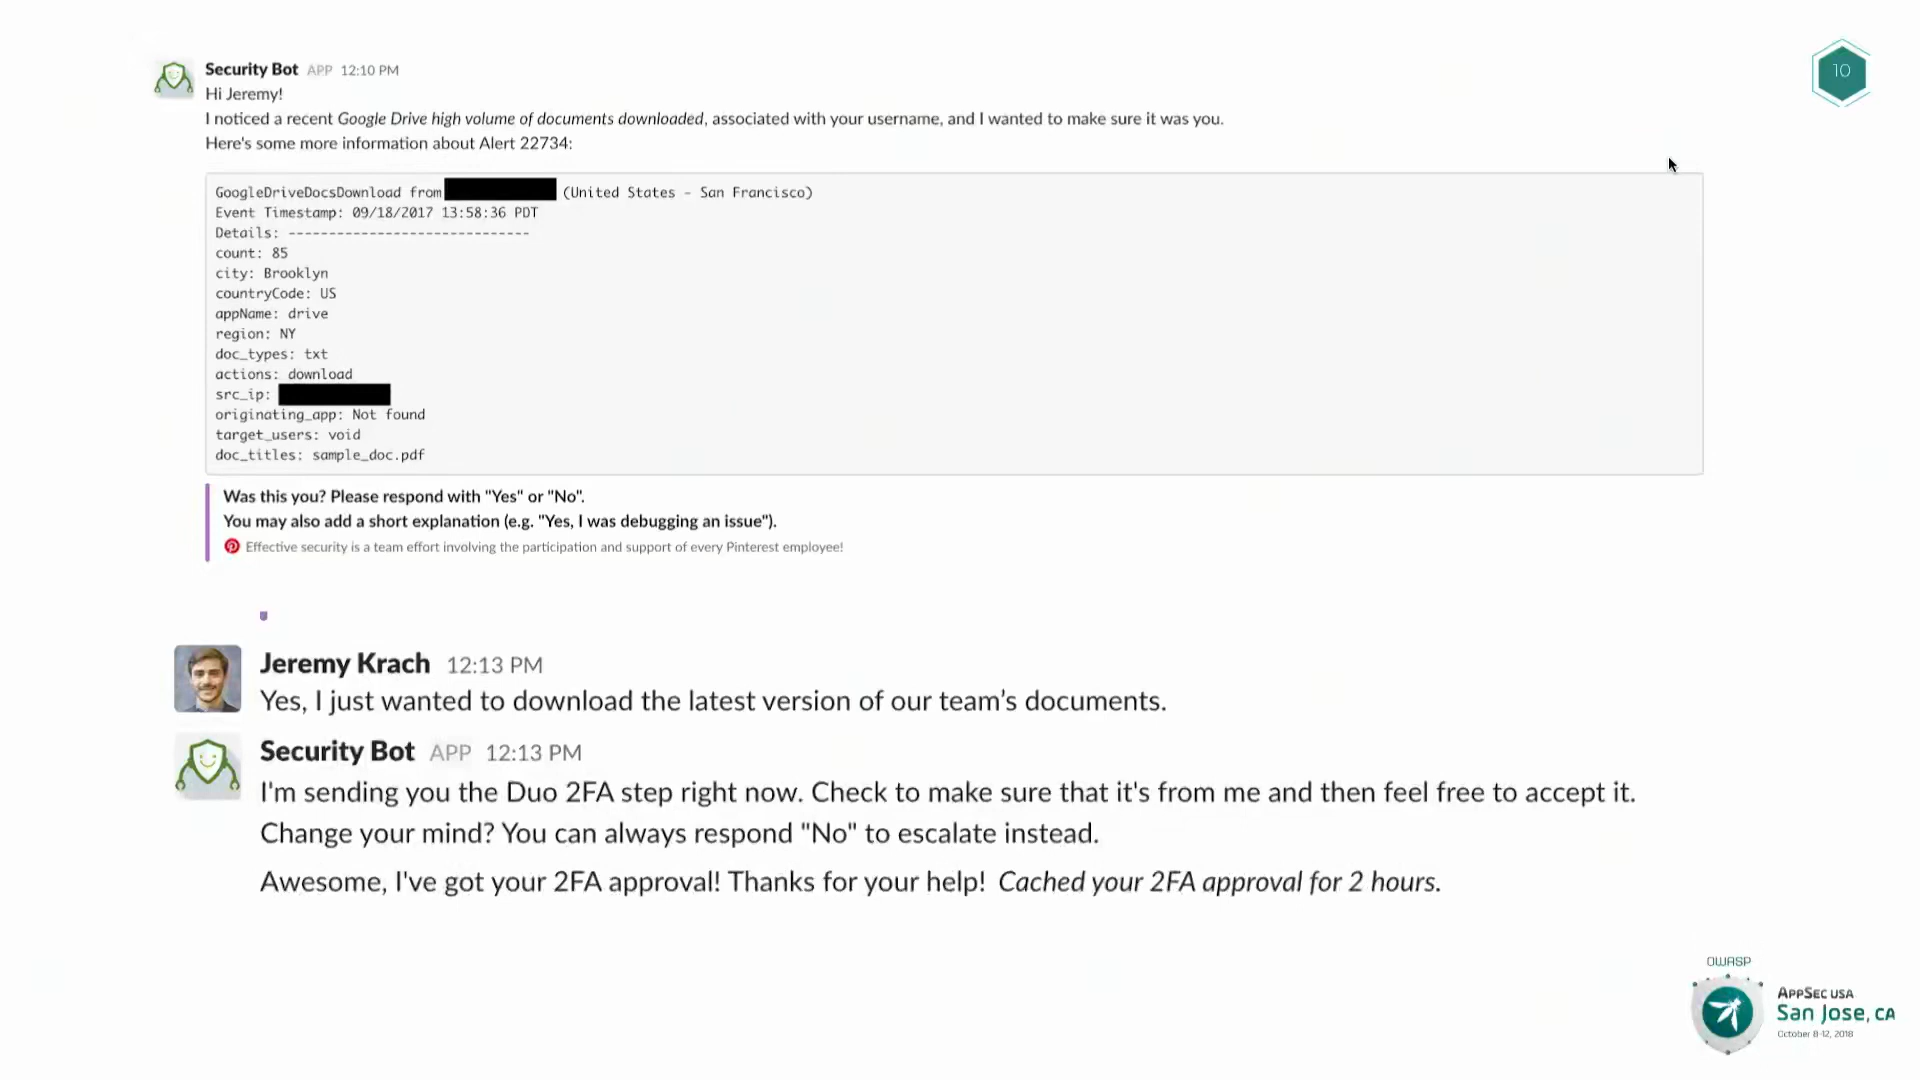 Security Bot APP 12:10 PM
Hi Jeremy!
I noticed a recent Google Drive high volume of documents downloaded, associated with your username, and I wanted to make sure it was you.
Here's some more information about Alert 22734:
GoogleDriveDocsDownload from (United States - San Francisco)
Event Timestamp: 09/18/2017 13:58:36 PDT
Details: ------------------------------
count: 85
city: Brooklyn
countryCode: US
appName: drive
region: NY
doc_types: txt
actions: download
src_ip:
originating_app: Not found
target_users: void
doc_titles: sample_doc.pdf
Was this you? Please respond with "Yes" or "No".
You may also add a short explanation (e.g. "Yes, I was debugging an issue").
Effective security is a team effort involving the participation and support of every Pinterest employee!
Jeremy Krach 12:13 PM
Yes, I just wanted to download the latest version of our team's documents.
Security Bot APP 12:13 PM
I'm sending you the Duo 2FA step right now. Check to make sure that it's from me and then feel free to accept it.
Change your mind? You can always respond "No" to escalate instead.
Awesome, I've got your 2FA approval! Thanks for your help! Cached your 2FA approval for 2 hours.
10
OWASP
APPSEC USA
San Jose, CA
October 8-12, 2018